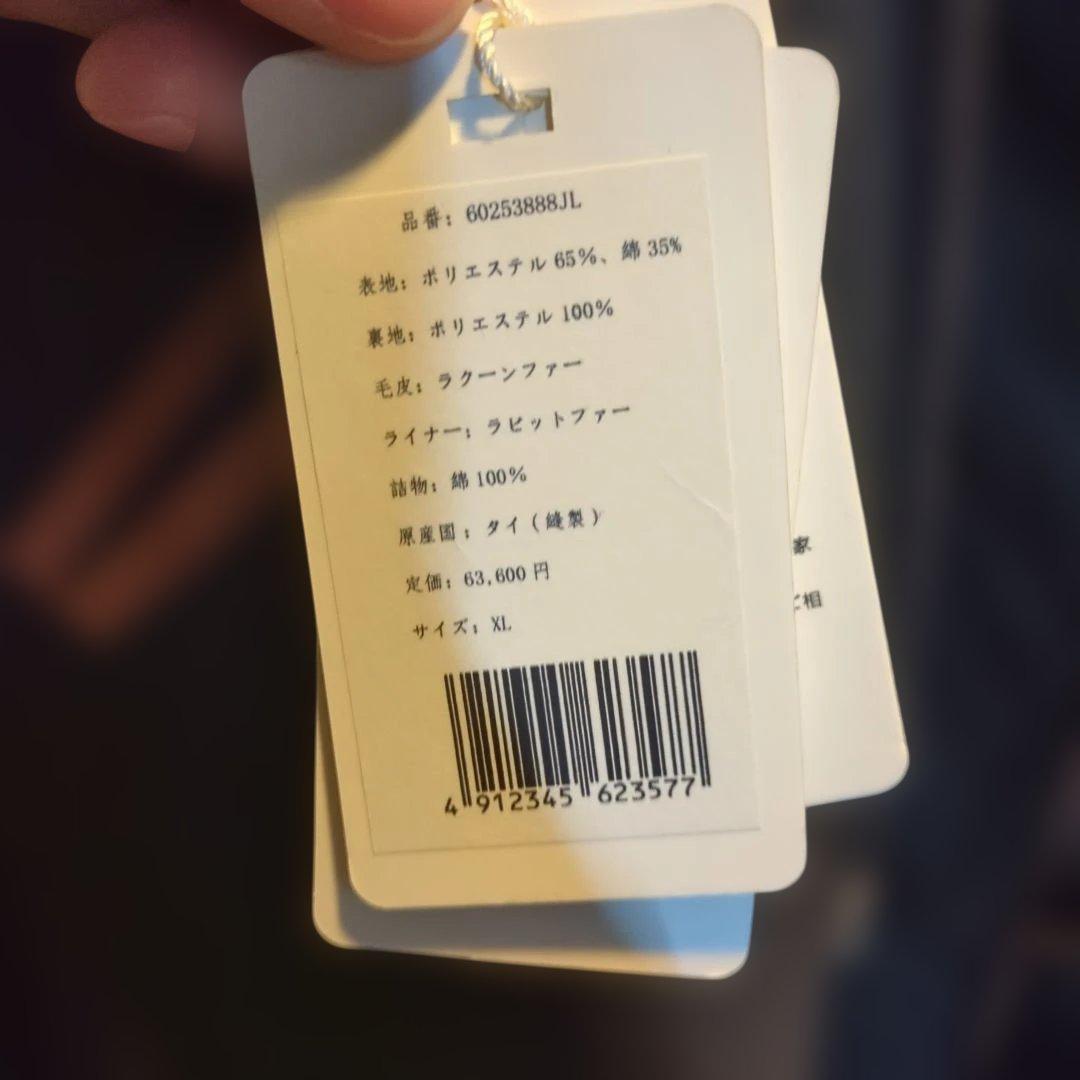 品番: 60253888JL
表地: ポリエステル 65%、綿 35%
裏地: ポリエステル 100%
毛皮: ラクーンファー
ライナー: ラビットファー
詰物: 綿 100%
原産国: タイ(縫製)
定価: 63,600 円
サイズ: XL
4 912345 623577
家
ご相